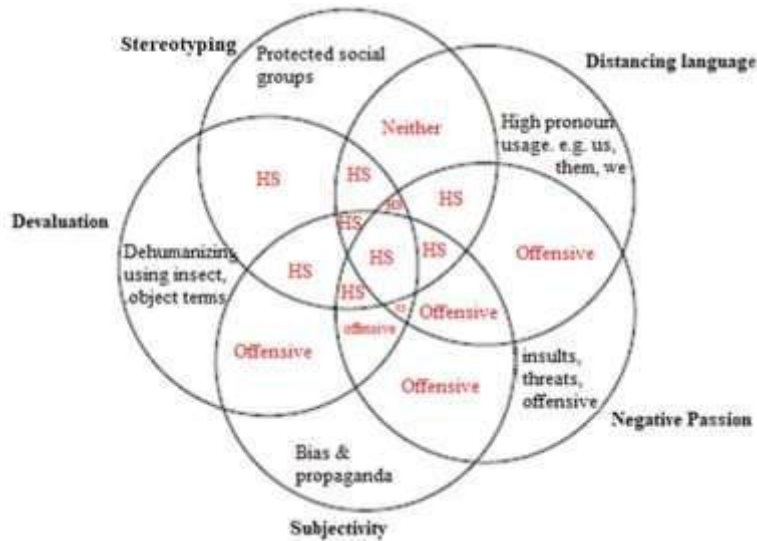 Stereotyping
Protected social
groups
Distancing language
Neither
High pronoun
usage. e.g. us,
them, we
HS
HS
HS
HS
HS
Devaluation
Dehumanizing
using insect,
object terms
HS
HS
HS
Offensive
HS
Offensive
offensive
Offensive
Offensive
insults,
threats,
offensive
Negative Passion
Bias &
propaganda
Subjectivity